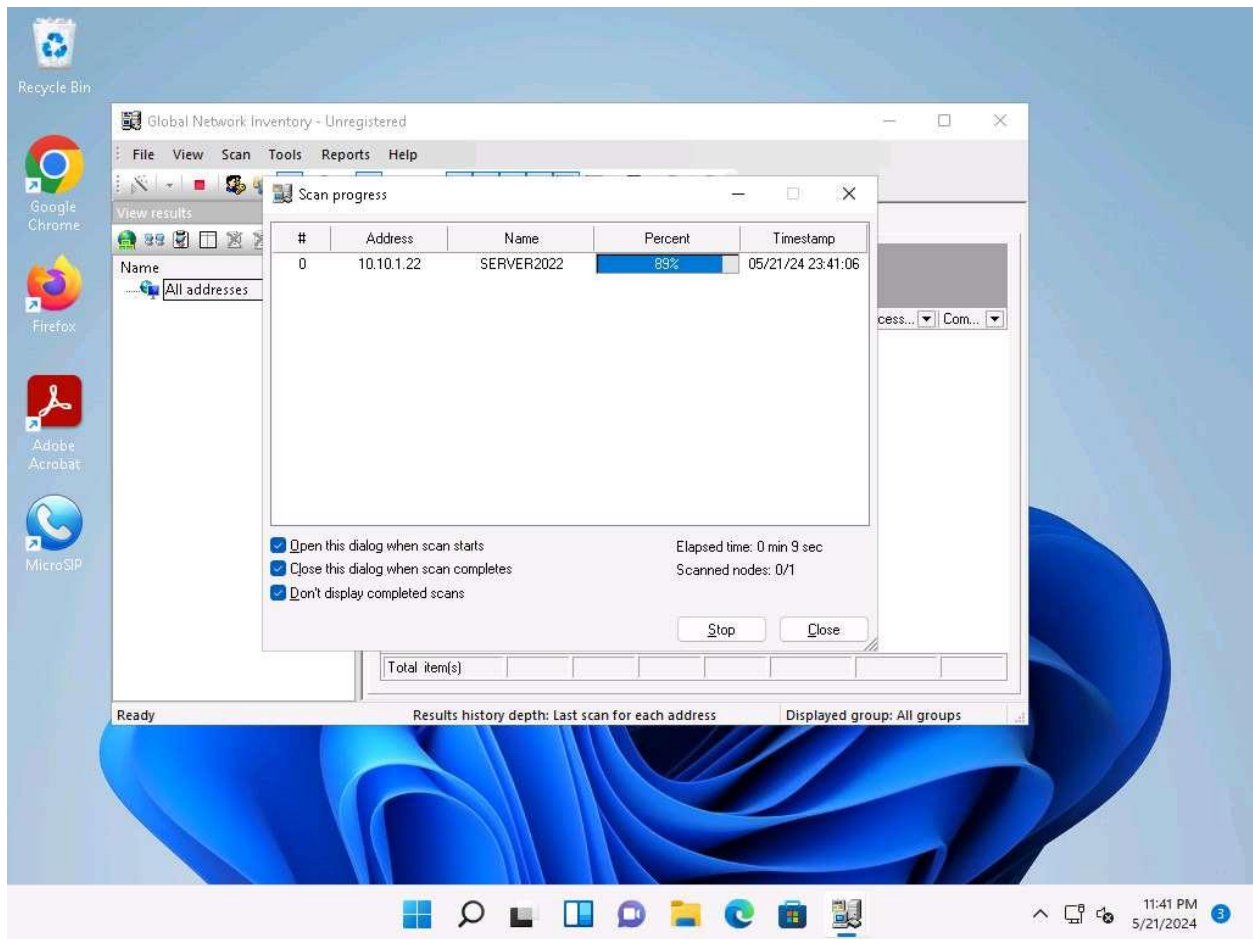 Recycle Bin
Google
Chrome
Firefox
Adobe
Acrobat
MicroSIP
Global Network Inventory - Unregistered
File View Scan Tools Reports Help
View results
Name
All addresses
Scan progress
# Address Name Percent Timestamp
0 10.10.1.22 SERVER2022 89% 05/21/24 23:41:06
cess... Com...
Open this dialog when scan starts
Close this dialog when scan completes
Don't display completed scans
Elapsed time: 0 min 9 sec
Scanned nodes: 0/1
Stop Close
Total item(s)
Ready Results history depth: Last scan for each address Displayed group: All groups
11:41 PM
5/21/2024
3